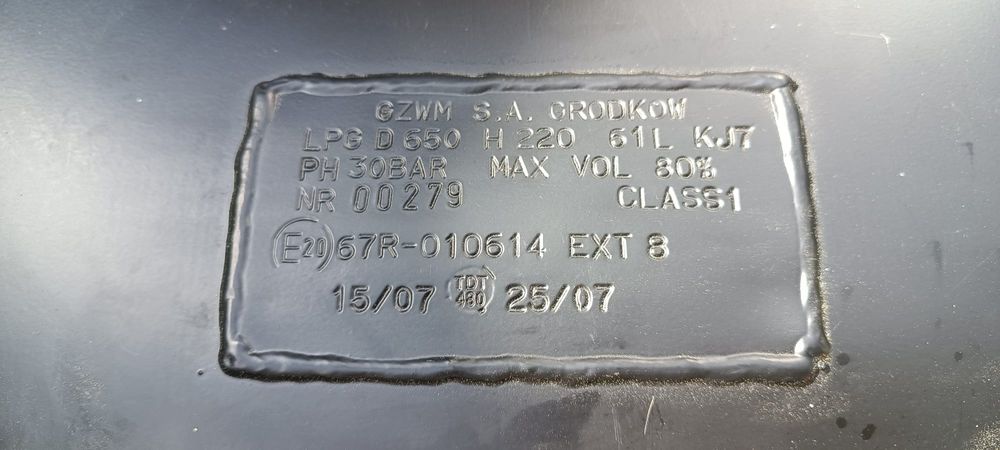 GZWM S.A. GRODKOW
LPG D 650 H 220 61L KJ7
PH 30BAR MAX VOL 80%
NR 00279 CLASS1
E20 67R-010614 EXT 8
15/07 TDT 480 25/07